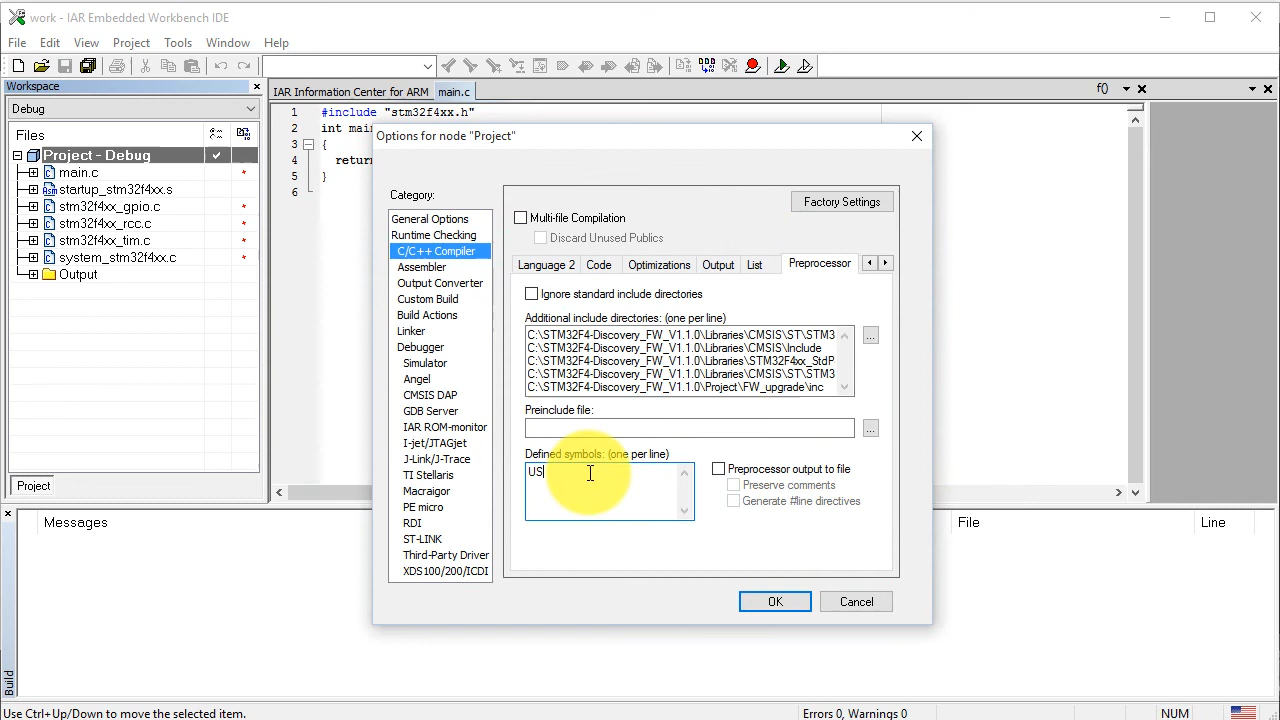 work - IAR Embedded Workbench IDE
File Edit View Project Tools Window Help
Workspace
Debug
Files
Project - Debug
main.c
startup_stm32f4xx.s
stm32f4xx_gpio.c
stm32f4xx_rcc.c
stm32f4xx_tim.c
system_stm32f4xx.c
Output
Project
IAR Information Center for ARM main.c
f()
1 #include "stm32f4xx.h"
2 int mai
3 {
4 retur
5 }
6
Options for node "Project"
Category:
General Options
Runtime Checking
C/C++ Compiler
Assembler
Output Converter
Custom Build
Build Actions
Linker
Debugger
Simulator
Angel
CMSIS DAP
GDB Server
IAR ROM-monitor
I-jet/JTAGjet
J-Link/J-Trace
TI Stellaris
Macraigor
PE micro
RDI
ST-LINK
Third-Party Driver
XDS100/200/ICDI
Factory Settings
Multi-file Compilation
Discard Unused Publics
Language 2 Code Optimizations Output List Preprocessor
Ignore standard include directories
Additional include directories: (one per line)
C:\STM32F4-Discovery_FW_V1.1.0\Libraries\CMSIS\ST\STM3
C:\STM32F4-Discovery_FW_V1.1.0\Libraries\CMSIS\Include
C:\STM32F4-Discovery_FW_V1.1.0\Libraries\STM32F4xx_StdP
C:\STM32F4-Discovery_FW_V1.1.0\Libraries\CMSIS\ST\STM3
C:\STM32F4-Discovery_FW_V1.1.0\Project\FW_upgrade\inc
...
Preinclude file:
...
Defined symbols: (one per line)
US
Preprocessor output to file
Preserve comments
Generate #line directives
OK Cancel
Messages File Line
Build
Use Ctrl+Up/Down to move the selected item. Errors 0, Warnings 0 NUM